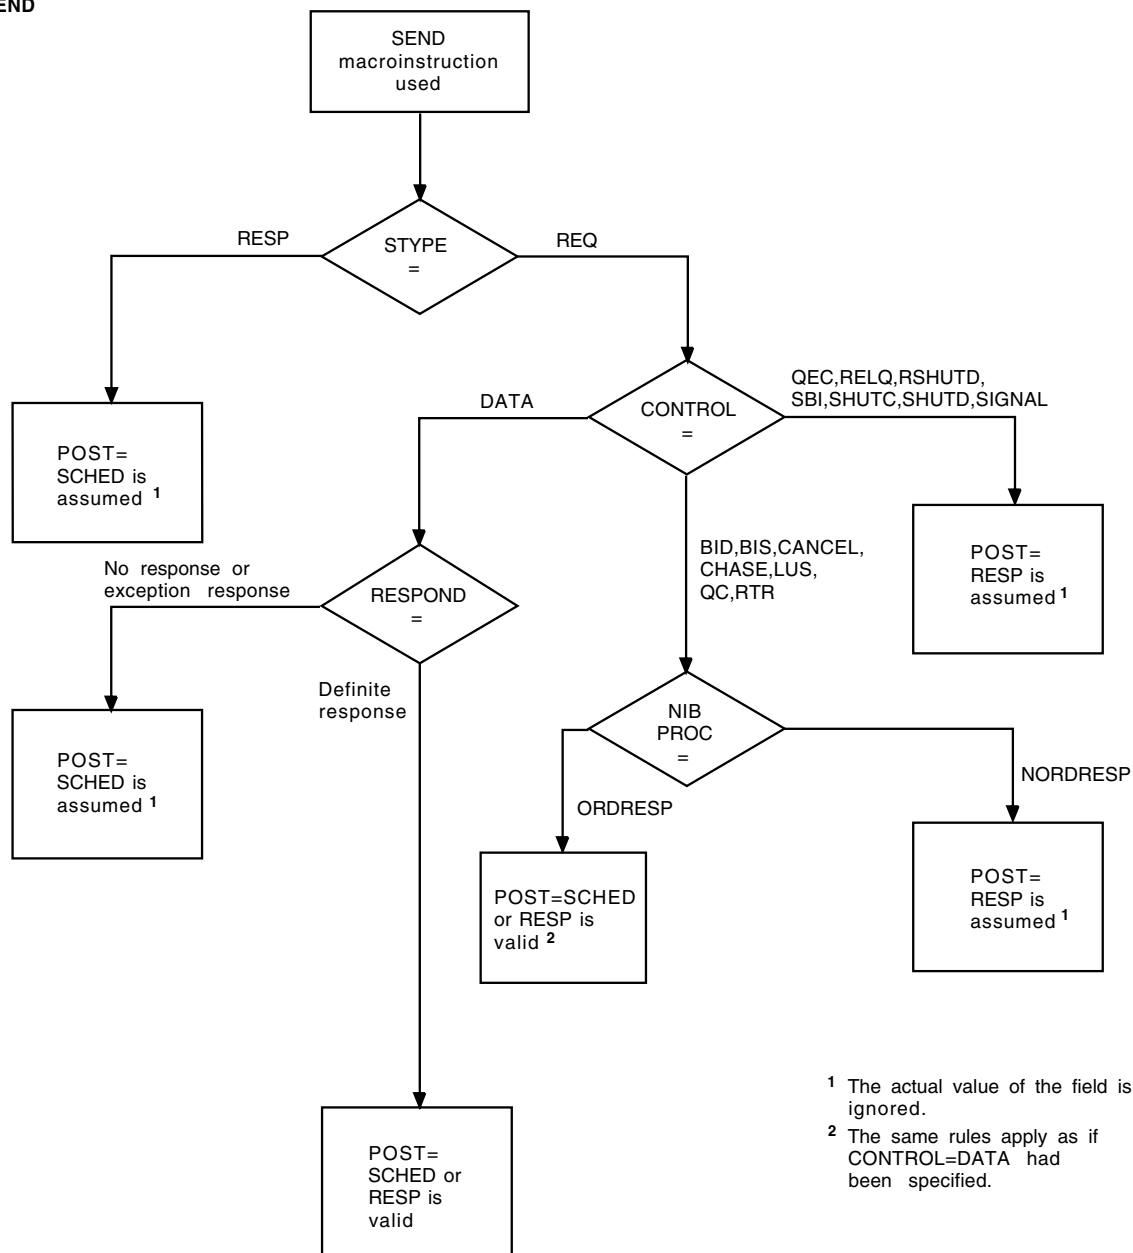 END
SEND
macroinstruction
used
RESP
STYPE
=
REQ
QEC,RELQ,RSHUTD,
SBI,SHUTC,SHUTD,SIGNAL
DATA
CONTROL
=
POST=
SCHED is
assumed 1
POST=
RESP is
assumed 1
BID,BIS,CANCEL,
CHASE,LUS,
QC,RTR
No response or
exception response
RESPOND
=
Definite
response
NIB
PROC
=
POST=
SCHED is
assumed 1
NORDRESP
ORDRESP
POST=SCHED
or RESP is
valid 2
POST=
RESP is
assumed 1
1 The actual value of the field is
ignored.
2 The same rules apply as if
CONTROL=DATA had
been specified.
POST=
SCHED or
RESP is
valid